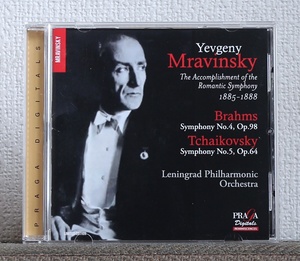 PRAGA DIGITALS
MRAVINSKY
Yevgeny
Mravinsky
The Accomplishment of the
Romantic Symphony
1885-1888
Brahms
Symphony No.4, Op.98
Tchaikovsky
Symphony No.5, Op.64
Leningrad Philharmonic
Orchestra
PRAGA
Digitals